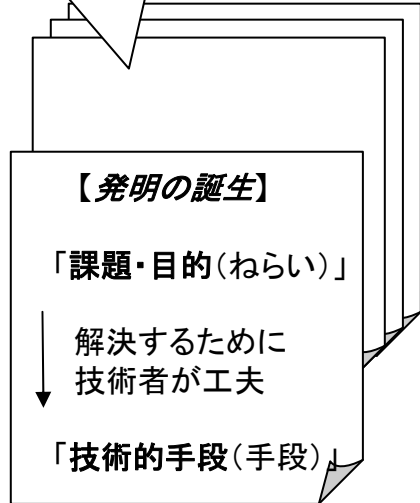 【発明の誕生】
「課題・目的(ねらい)」
解決するために
技術者が工夫
「技術的手段(手段)」